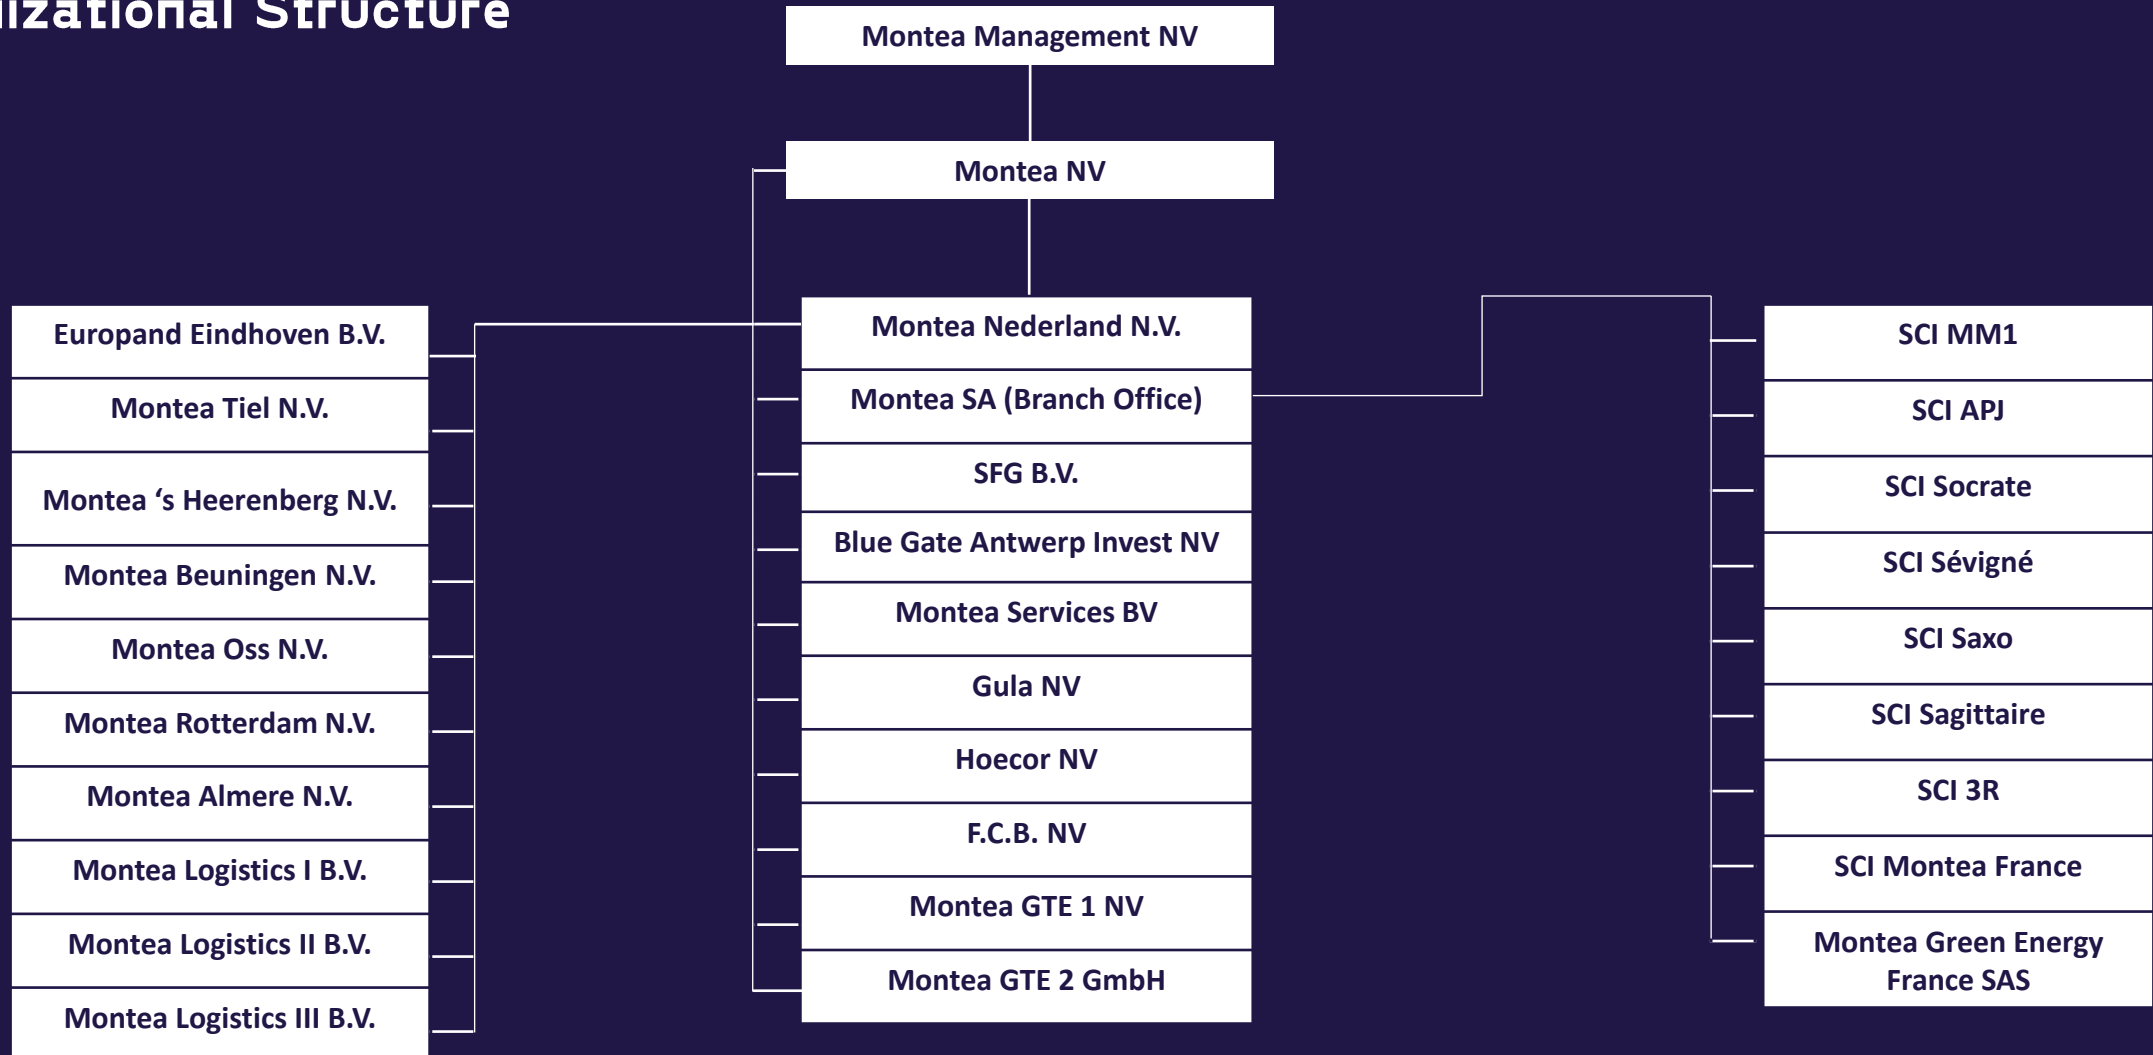 Structure
Montea Management NV
Montea NV
Europand Eindhoven B.V.
Montea Tiel N.V.
Montea ‘s Heerenberg N.V.
Montea Beuningen N.V.
Montea Oss N.V.
Montea Rotterdam N.V.
Montea Almere N.V.
Montea Logistics I B.V.
Montea Logistics II B.V.
Montea Logistics III B.V.
Montea Nederland N.V.
Montea SA (Branch Office)
SFG B.V.
Blue Gate Antwerp Invest NV
Montea Services BV
Gula NV
Hoecor NV
F.C.B. NV
Montea GTE 1 NV
Montea GTE 2 GmbH
SCI MM1
SCI APJ
SCI Socrate
SCI Sévigné
SCI Saxo
SCI Sagittaire
SCI 3R
SCI Montea France
Montea Green Energy
France SAS